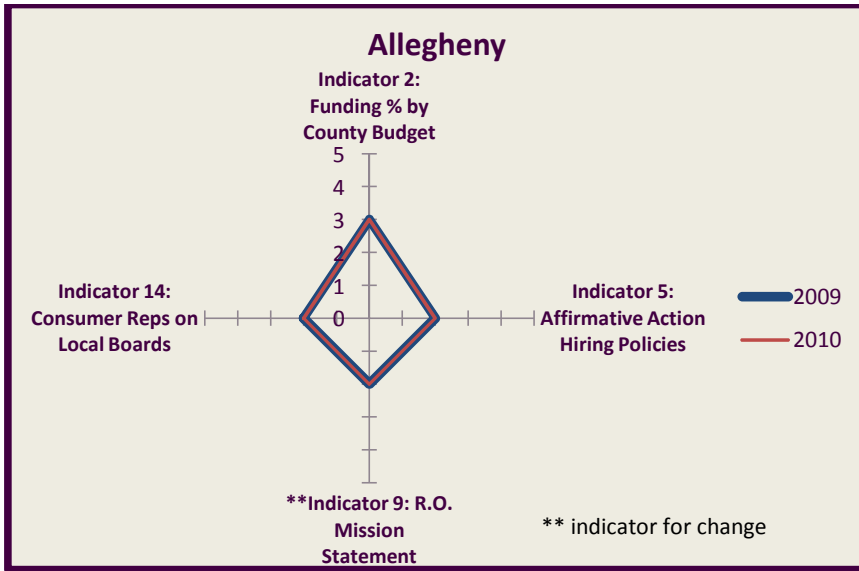 Allegheny
Indicator 2:
Funding % by
County Budget
5
4
3
2
1
0
Indicator 14:
Consumer Reps on
Local Boards
Indicator 5:
Affirmative Action
Hiring Policies
2009
2010
**Indicator 9: R.O.
Mission
Statement
** indicator for change